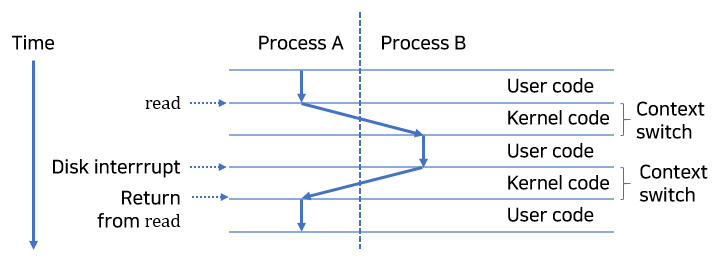 Time
Process A
Process B
User code
read
Kernel code
Context
switch
User code
Disk interrrupt
Kernel code
Context
switch
Return
from read
User code